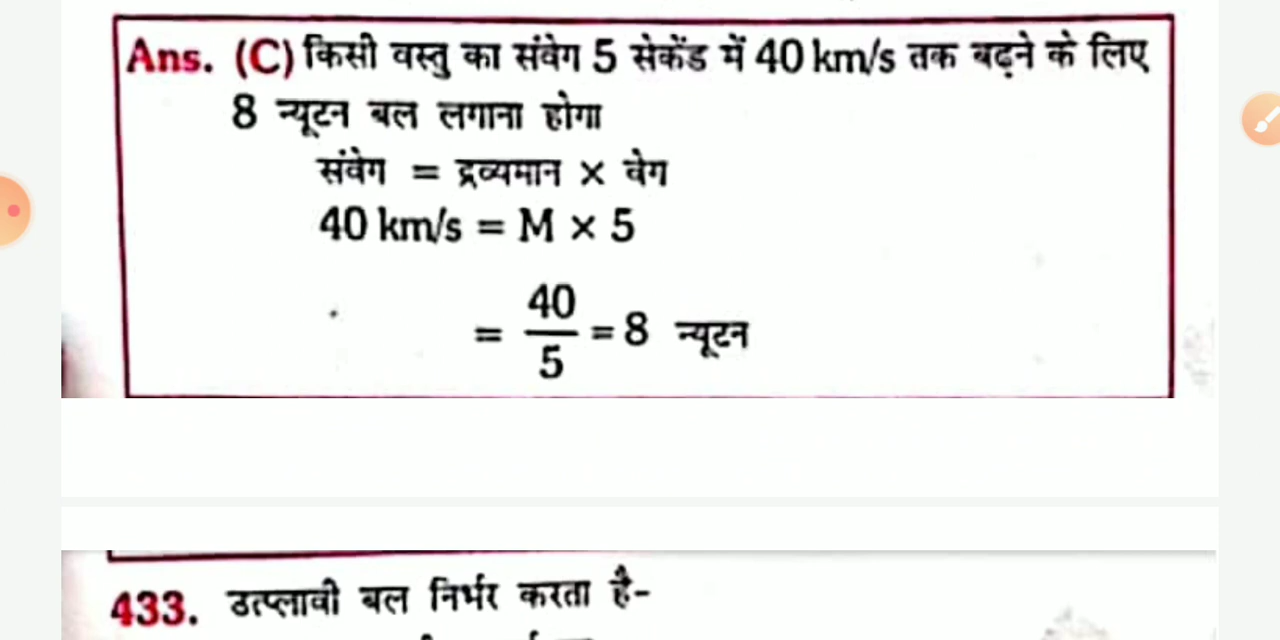 Ans. (C) किसी वस्तु का संवेग 5 सेकेंड में 40 km/s तक बढ़ने के लिए
8 न्यूटन बल लगाना होगा
संवेग = द्रव्यमान × वेग
40 km/s = M × 5
= 40/5 = 8 न्यूटन
433. उत्प्लावी बल निर्भर करता है-